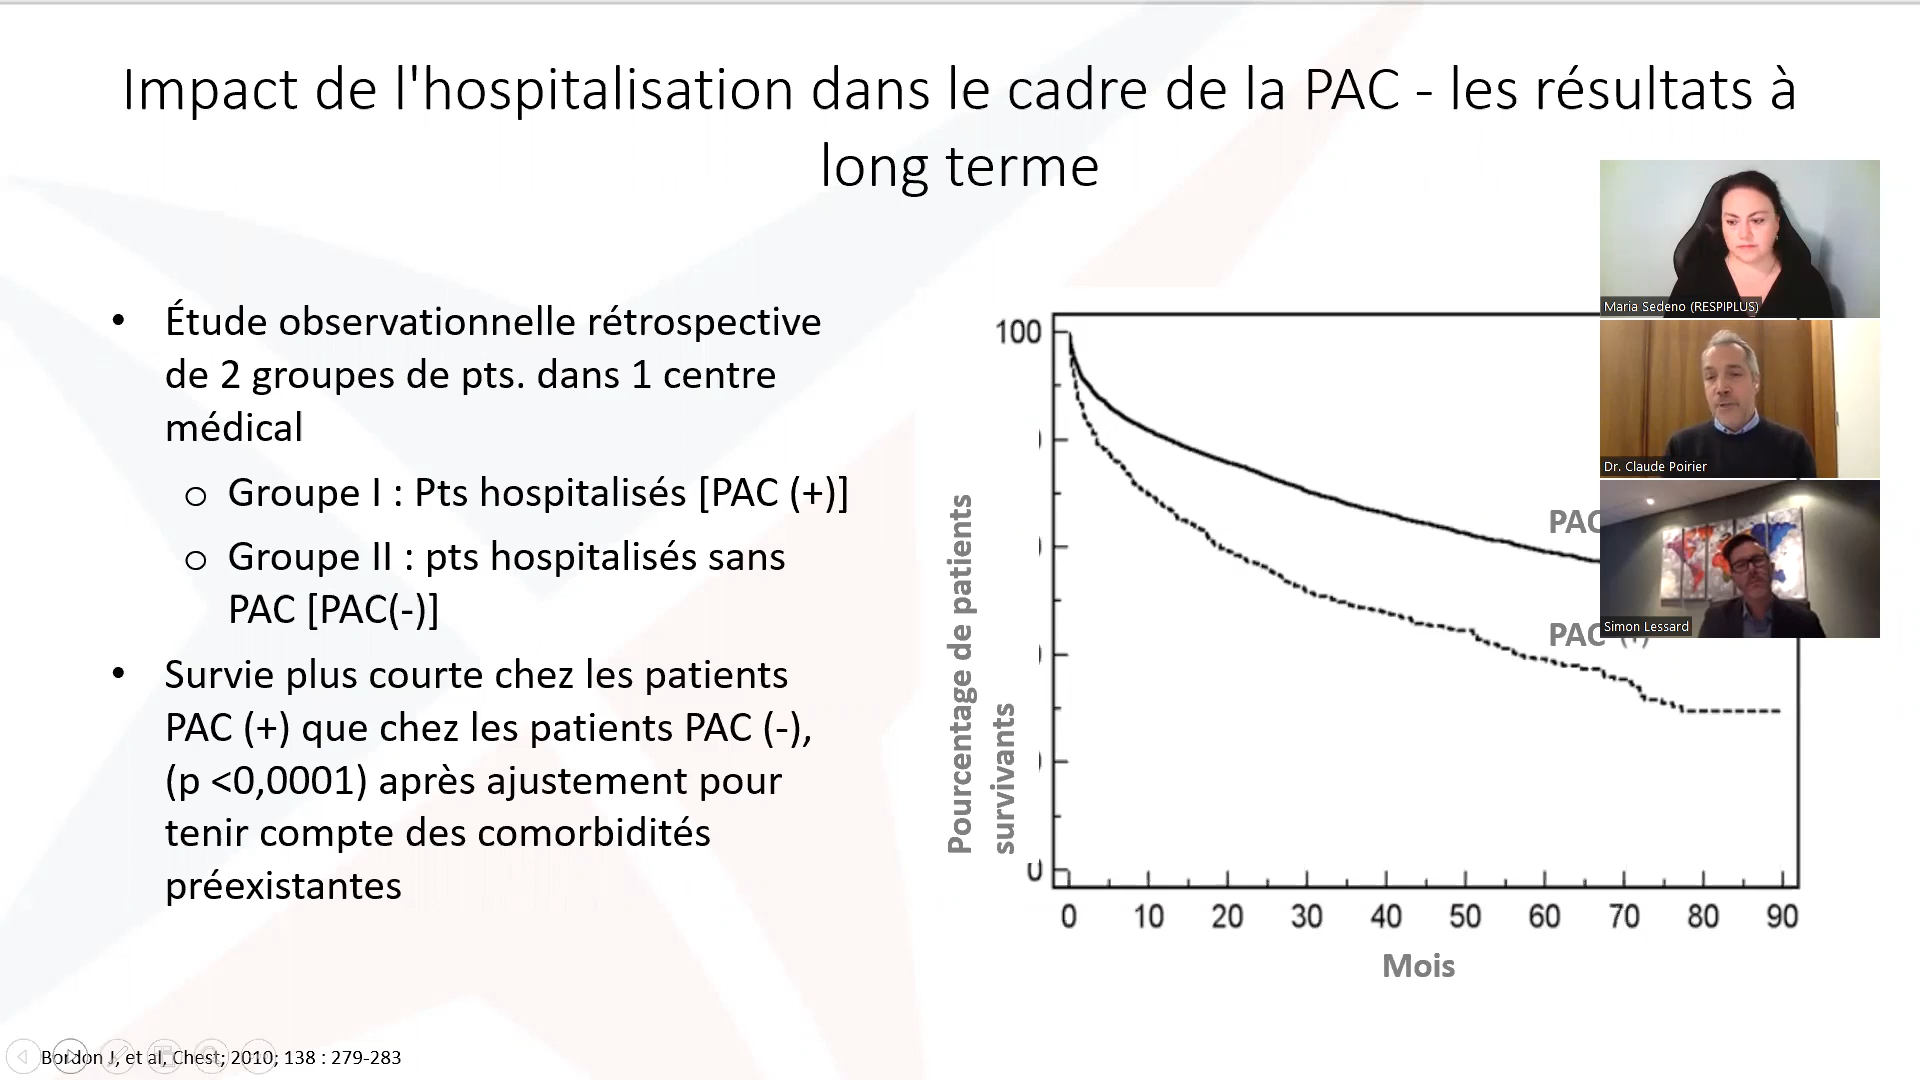 Impact de l'hospitalisation dans le cadre de la PAC - les résultats à
long terme
• Étude observationnelle rétrospective
de 2 groupes de pts. dans 1 centre
médical
o Groupe I : Pts hospitalisés [PAC (+)]
o Groupe II : pts hospitalisés sans
PAC [PAC(-)]
• Survie plus courte chez les patients
PAC (+) que chez les patients PAC (-),
(p <0,0001) après ajustement pour
tenir compte des comorbidités
préexistantes
Pourcentage de patients
survivants
100
0
PAC
PAC
0 10 20 30 40 50 60 70 80 90
Mois
Maria Sedeno (RESPIPLUS)
Dr. Claude Poirier
Simon Lessard
Bordon J, et al, Chest; 2010; 138 : 279-283